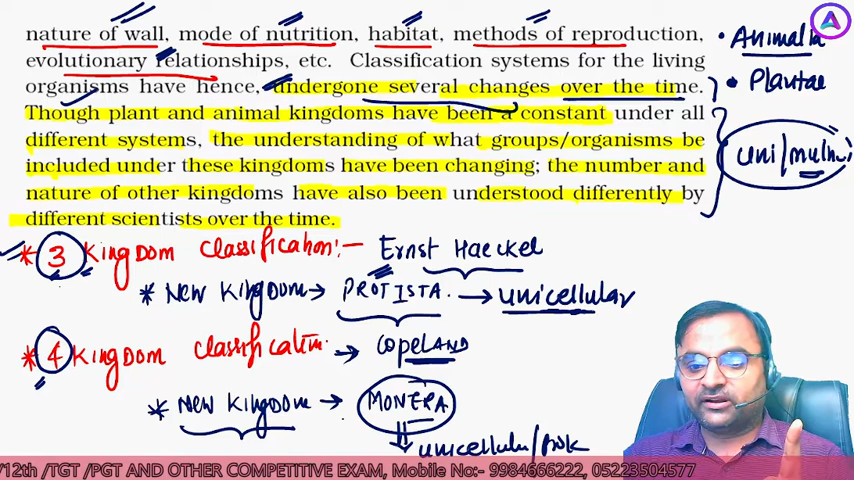 nature of wall, mode of nutrition, habitat, methods of reproduction,
evolutionary relationships, etc. Classification systems for the living
organisms have hence, undergone several changes over the time.
Though plant and animal kingdoms have been a constant under all
different systems, the understanding of what groups/organisms be
included under these kingdoms have been changing; the number and
nature of other kingdoms have also been understood differently by
different scientists over the time.
• Animalia
• Plantae
uni/multi
* 3 Kingdom Classification:- Ernst Haeckel
* New Kingdom → PROTISTA. → unicellular
* 4 Kingdom Classification. → COPELAND
* New Kingdom → MONERA
unicellular/
/12th /TGT /PGT AND OTHER COMPETITIVE EXAM, Mobile No:- 9984666222, 05223504577